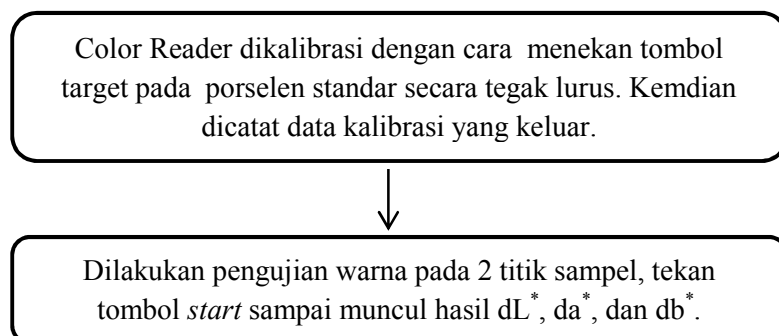 Color Reader dikalibrasi dengan cara menekan tombol
target pada porselen standar secara tegak lurus. Kemdian
dicatat data kalibrasi yang keluar.
Dilakukan pengujian warna pada 2 titik sampel, tekan
tombol start sampai muncul hasil dL*, da*, dan db*.